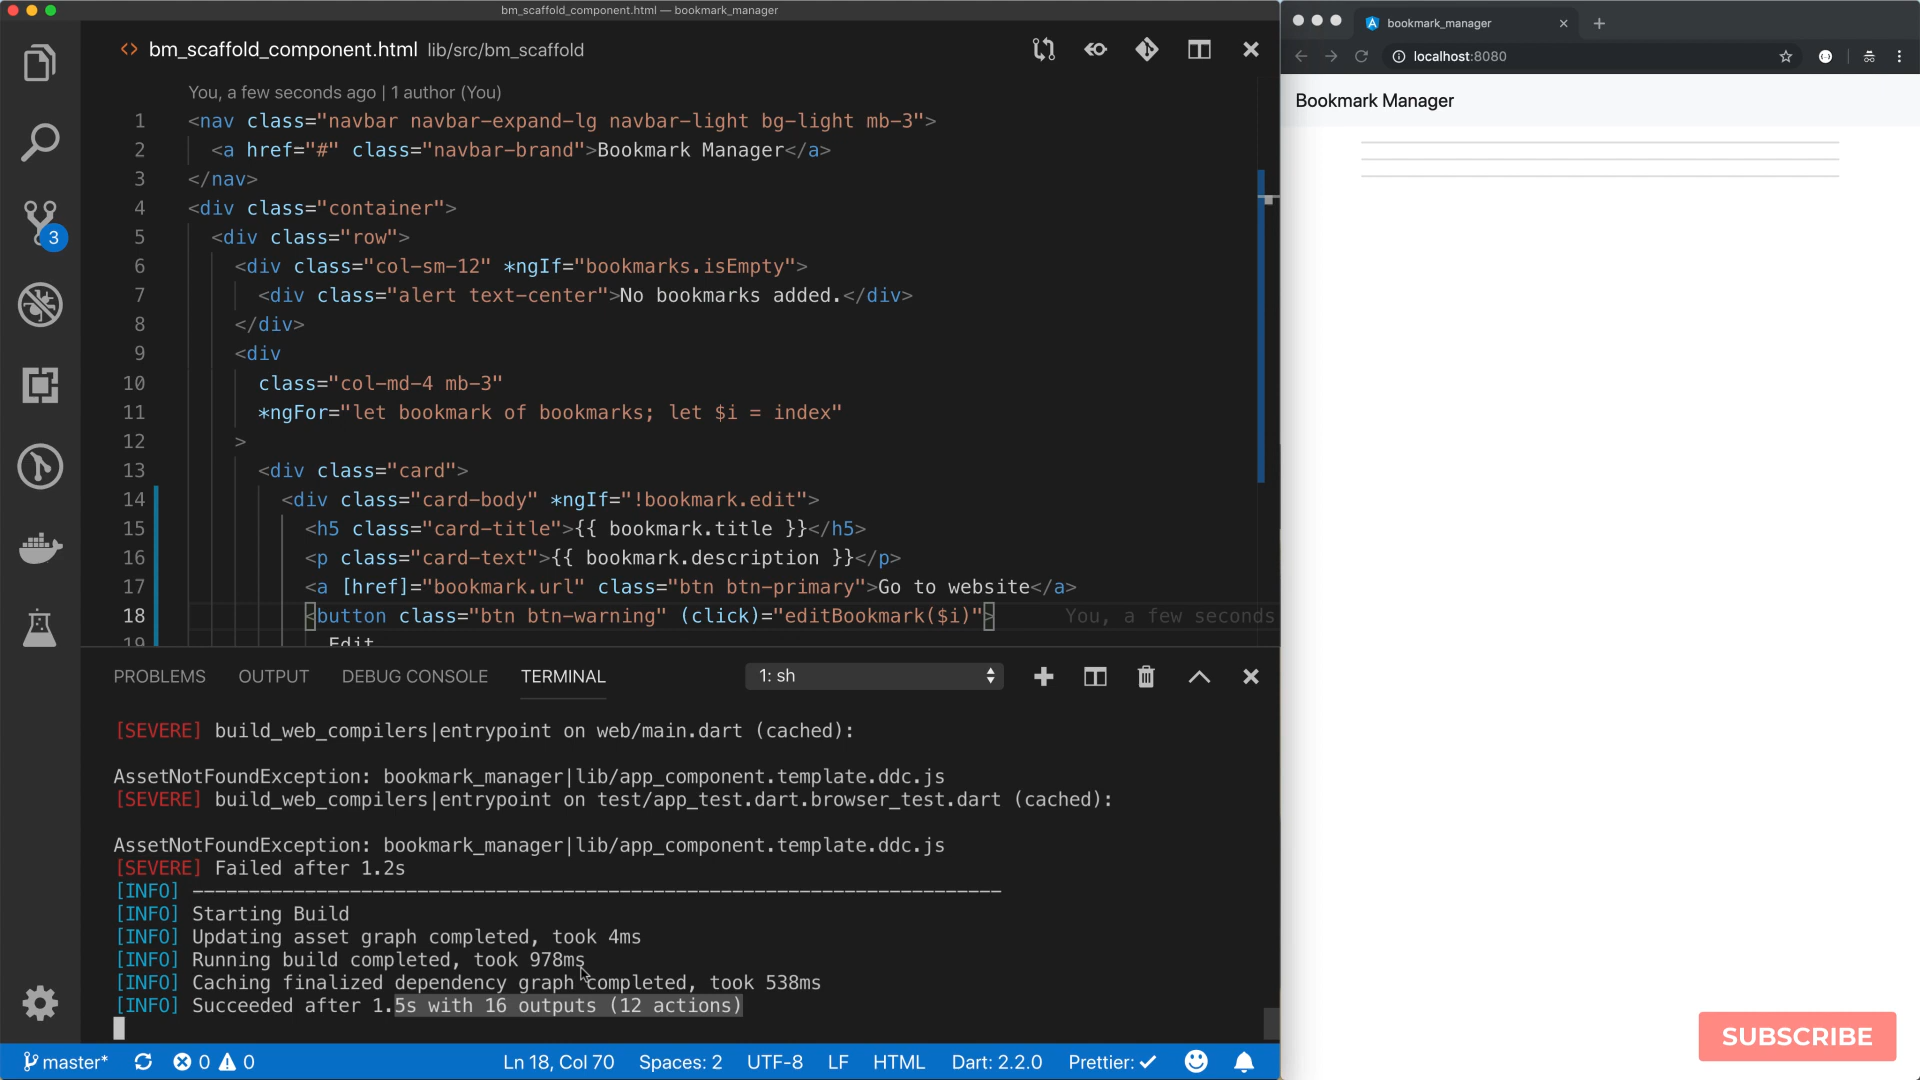 bm_scaffold_component.html — bookmark_manager
<> bm_scaffold_component.html lib/src/bm_scaffold
You, a few seconds ago | 1 author (You)
1 <nav class="navbar navbar-expand-lg navbar-light bg-light mb-3">
2 <a href="#" class="navbar-brand">Bookmark Manager</a>
3 </nav>
4 <div class="container">
5 <div class="row">
6 <div class="col-sm-12" *ngIf="bookmarks.isEmpty">
7 <div class="alert text-center">No bookmarks added.</div>
8 </div>
9 <div
10 class="col-md-4 mb-3"
11 *ngFor="let bookmark of bookmarks; let $i = index"
12 >
13 <div class="card">
14 <div class="card-body" *ngIf="!bookmark.edit">
15 <h5 class="card-title">{{ bookmark.title }}</h5>
16 <p class="card-text">{{ bookmark.description }}</p>
17 <a [href]="bookmark.url" class="btn btn-primary">Go to website</a>
18 <button class="btn btn-warning" (click)="editBookmark($i)"> You, a few seconds
19 Edit
3
PROBLEMS OUTPUT DEBUG CONSOLE TERMINAL 1: sh
[SEVERE] build_web_compilers|entrypoint on web/main.dart (cached):
AssetNotFoundException: bookmark_manager|lib/app_component.template.ddc.js
[SEVERE] build_web_compilers|entrypoint on test/app_test.dart.browser_test.dart (cached):
AssetNotFoundException: bookmark_manager|lib/app_component.template.ddc.js
[SEVERE] Failed after 1.2s
[INFO] ------------------------------------------------------------------------
[INFO] Starting Build
[INFO] Updating asset graph completed, took 4ms
[INFO] Running build completed, took 978ms
[INFO] Caching finalized dependency graph completed, took 538ms
[INFO] Succeeded after 1.5s with 16 outputs (12 actions)
master* 0 0 Ln 18, Col 70 Spaces: 2 UTF-8 LF HTML Dart: 2.2.0 Prettier: ✓
bookmark_manager
localhost:8080
Bookmark Manager
SUBSCRIBE